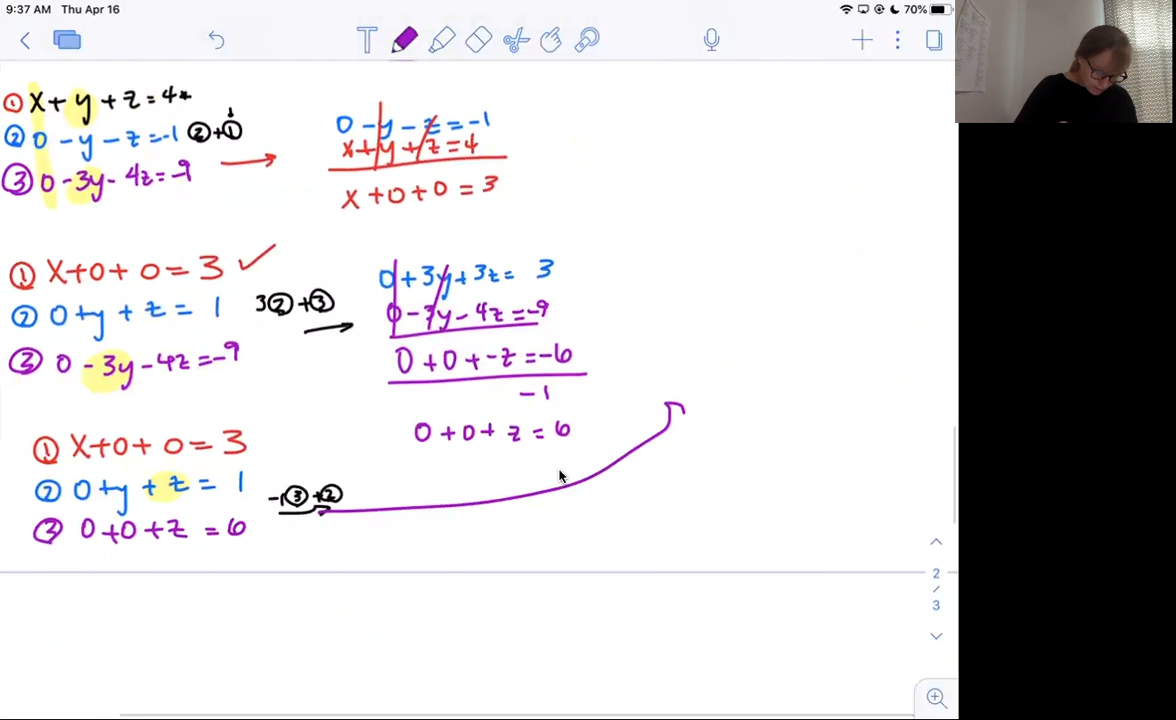 9:37 AM Thu Apr 16
70%
① x + y + z = 4*
② 0 - y - z = -1 ②+①
③ 0 - 3y - 4z = -9
0 - y - z = -1
x + y + z = 4
x + 0 + 0 = 3
① x + 0 + 0 = 3 ✓
② 0 + y + z = 1 3②+③
③ 0 - 3y - 4z = -9
0 + 3y + 3z = 3
0 - 3y - 4z = -9
0 + 0 + -z = -6
-1
0 + 0 + z = 6
① x + 0 + 0 = 3
② 0 + y + z = 1 -1③+②
③ 0 + 0 + z = 6
2
/
3